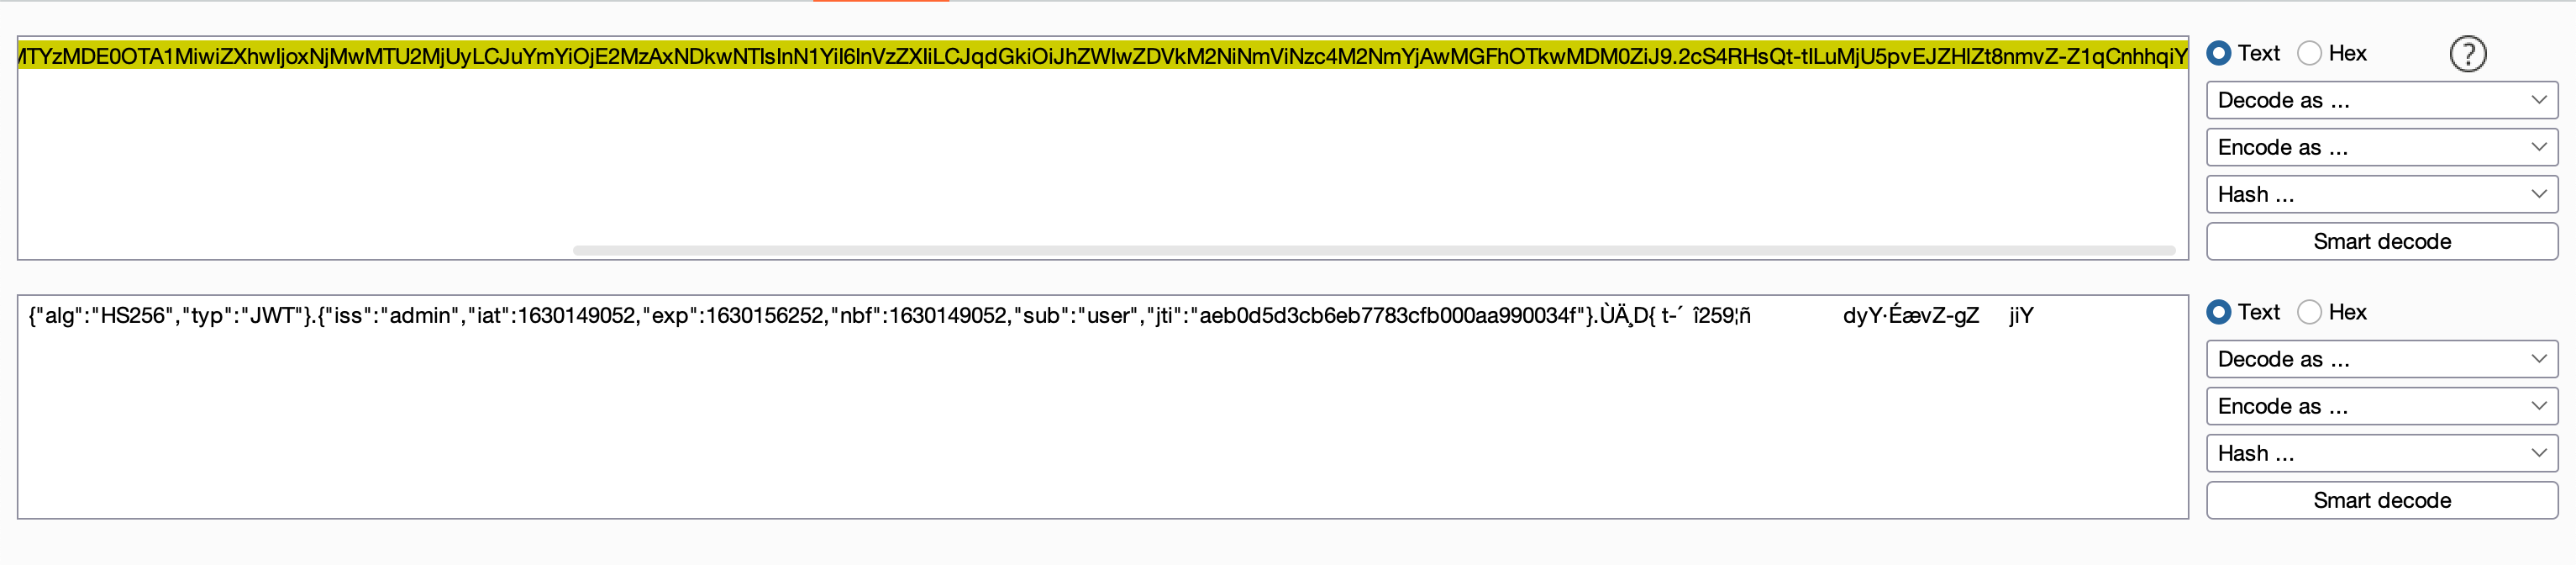 MTYzMDE0OTA1MiwiZXhwIjoxNjMwMTU2MjUyLCJuYmYiOjE2MzAxNDkwNTIsInN1YiI6InVzZXIiLCJqdGkiOiJhZWIwZDVkM2NiNmViNzc4M2NmYjAwMGFhOTkwMDM0ZiJ9.2cS4RHsQt-tILuMjU5pvEJZHlZt8nmvZ-Z1qCnhhqiY
Text Hex ?
Decode as ...
Encode as ...
Hash ...
Smart decode
{"alg":"HS256","typ":"JWT"}.{"iss":"admin","iat":1630149052,"exp":1630156252,"nbf":1630149052,"sub":"user","jti":"aeb0d5d3cb6eb7783cfb000aa990034f"}.ÙÄ¸D{ t-´ î259¦ñ dyY·ÉævZ-gZ jiY
Text Hex
Decode as ...
Encode as ...
Hash ...
Smart decode